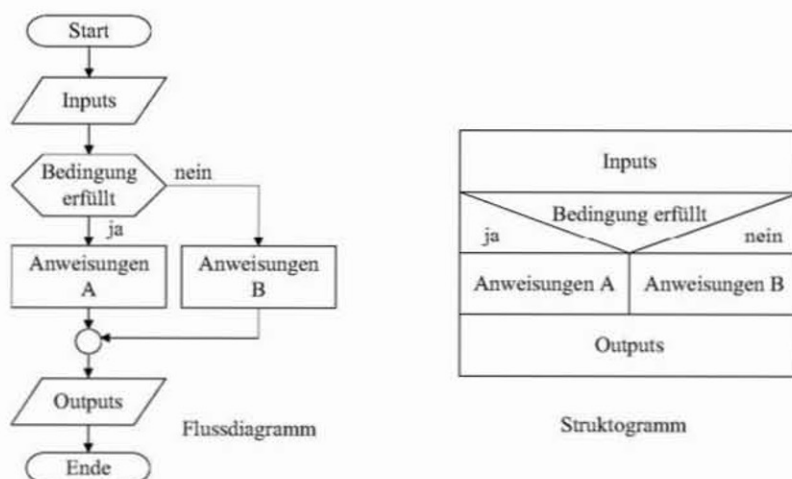 Start
Inputs
Bedingung
erfüllt
nein
ja
Anweisungen
A
Anweisungen
B
Outputs
Ende
Flussdiagramm
Inputs
Bedingung erfüllt
ja
nein
Anweisungen A
Anweisungen B
Outputs
Struktogramm